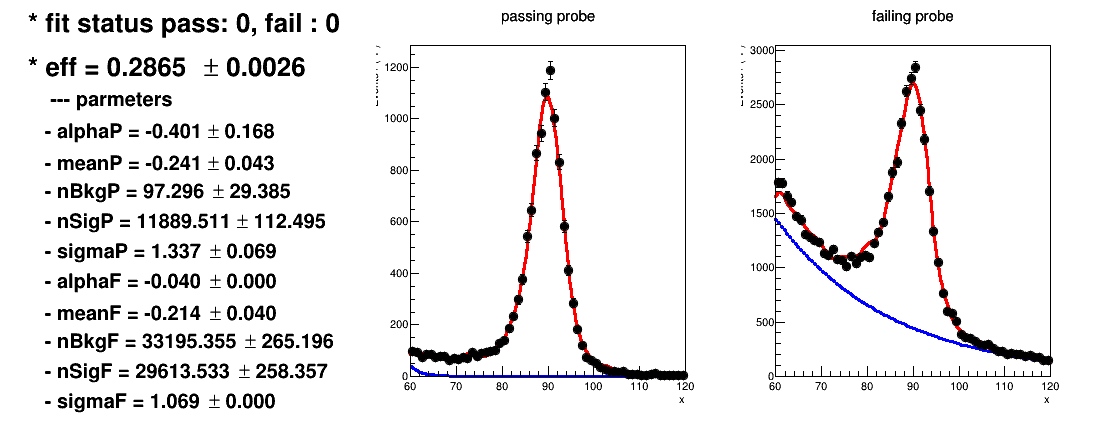 * fit status pass: 0, fail : 0
* eff = 0.2865 ± 0.0026
--- parmeters
- alphaP = -0.401 ± 0.168
- meanP = -0.241 ± 0.043
- nBkgP = 97.296 ± 29.385
- nSigP = 11889.511 ± 112.495
- sigmaP = 1.337 ± 0.069
- alphaF = -0.040 ± 0.000
- meanF = -0.214 ± 0.040
- nBkgF = 33195.355 ± 265.196
- nSigF = 29613.533 ± 258.357
- sigmaF = 1.069 ± 0.000
passing probe
1200
1000
800
600
400
200
0
60 70 80 90 100 110 120
x
failing probe
3000
2500
2000
1500
1000
500
0
60 70 80 90 100 110 120
x